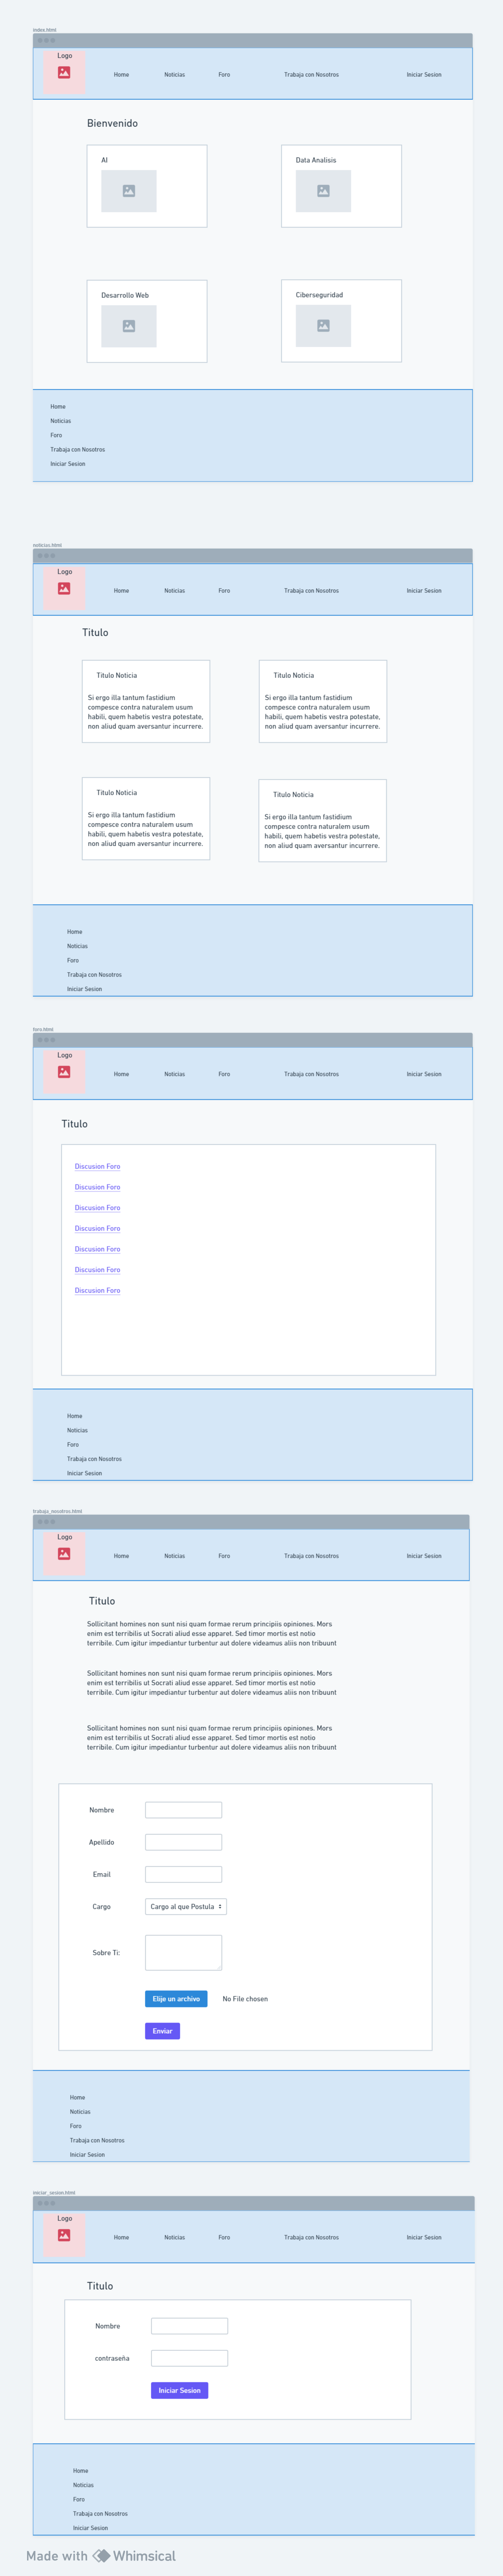 index.html
Logo
Home Noticias Foro Trabaja con Nosotros Iniciar Sesion
Bienvenido
AI Data Analisis
Desarrollo Web Ciberseguridad
Home
Noticias
Foro
Trabaja con Nosotros
Iniciar Sesion
noticias.html
Logo
Home Noticias Foro Trabaja con Nosotros Iniciar Sesion
Titulo
Titulo Noticia
Si ergo illa tantum fastidium
compesce contra naturalem usum
habili, quem habetis vestra potestate,
non aliud quam aversantur incurrere.
Titulo Noticia
Si ergo illa tantum fastidium
compesce contra naturalem usum
habili, quem habetis vestra potestate,
non aliud quam aversantur incurrere.
Titulo Noticia
Si ergo illa tantum fastidium
compesce contra naturalem usum
habili, quem habetis vestra potestate,
non aliud quam aversantur incurrere.
Titulo Noticia
Si ergo illa tantum fastidium
compesce contra naturalem usum
habili, quem habetis vestra potestate,
non aliud quam aversantur incurrere.
Home
Noticias
Foro
Trabaja con Nosotros
Iniciar Sesion
foro.html
Logo
Home Noticias Foro Trabaja con Nosotros Iniciar Sesion
Titulo
Discusion Foro
Discusion Foro
Discusion Foro
Discusion Foro
Discusion Foro
Discusion Foro
Discusion Foro
Home
Noticias
Foro
Trabaja con Nosotros
Iniciar Sesion
trabaja_nosotros.html
Logo
Home Noticias Foro Trabaja con Nosotros Iniciar Sesion
Titulo
Sollicitant homines non sunt nisi quam formae rerum principiis opiniones. Mors
enim est terribilis ut Socrati aliud esse apparet. Sed timor mortis est notio
terribile. Cum igitur impediantur turbentur aut dolere videamus aliis non tribuunt
Sollicitant homines non sunt nisi quam formae rerum principiis opiniones. Mors
enim est terribilis ut Socrati aliud esse apparet. Sed timor mortis est notio
terribile. Cum igitur impediantur turbentur aut dolere videamus aliis non tribuunt
Sollicitant homines non sunt nisi quam formae rerum principiis opiniones. Mors
enim est terribilis ut Socrati aliud esse apparet. Sed timor mortis est notio
terribile. Cum igitur impediantur turbentur aut dolere videamus aliis non tribuunt
Nombre
Apellido
Email
Cargo Cargo al que Postula
Sobre Ti:
Elije un archivo No File chosen
Enviar
Home
Noticias
Foro
Trabaja con Nosotros
Iniciar Sesion
iniciar_sesion.html
Logo
Home Noticias Foro Trabaja con Nosotros Iniciar Sesion
Titulo
Nombre
contraseña
Iniciar Sesion
Home
Noticias
Foro
Trabaja con Nosotros
Iniciar Sesion
Made with Whimsical